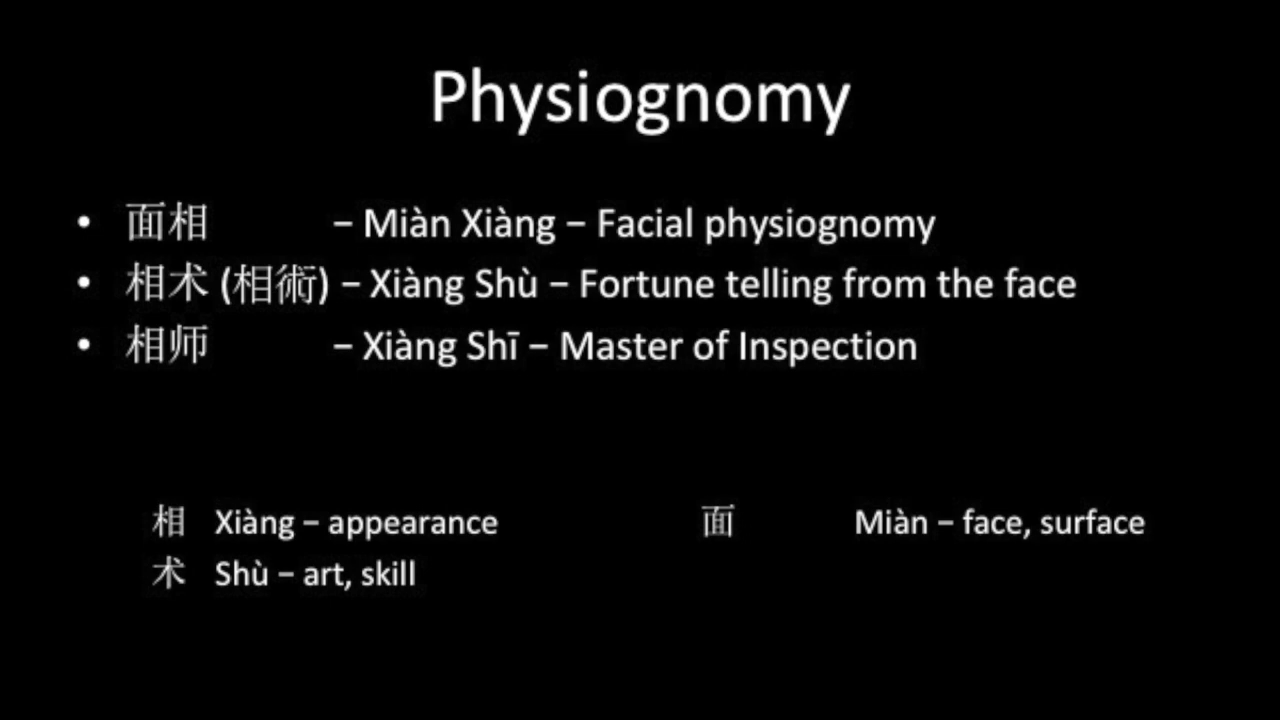 Physiognomy
• 面相 – Miàn Xiàng – Facial physiognomy
• 相术 (相術) – Xiàng Shù – Fortune telling from the face
• 相师 – Xiàng Shī – Master of Inspection
相 Xiàng – appearance 面 Miàn – face, surface
术 Shù – art, skill